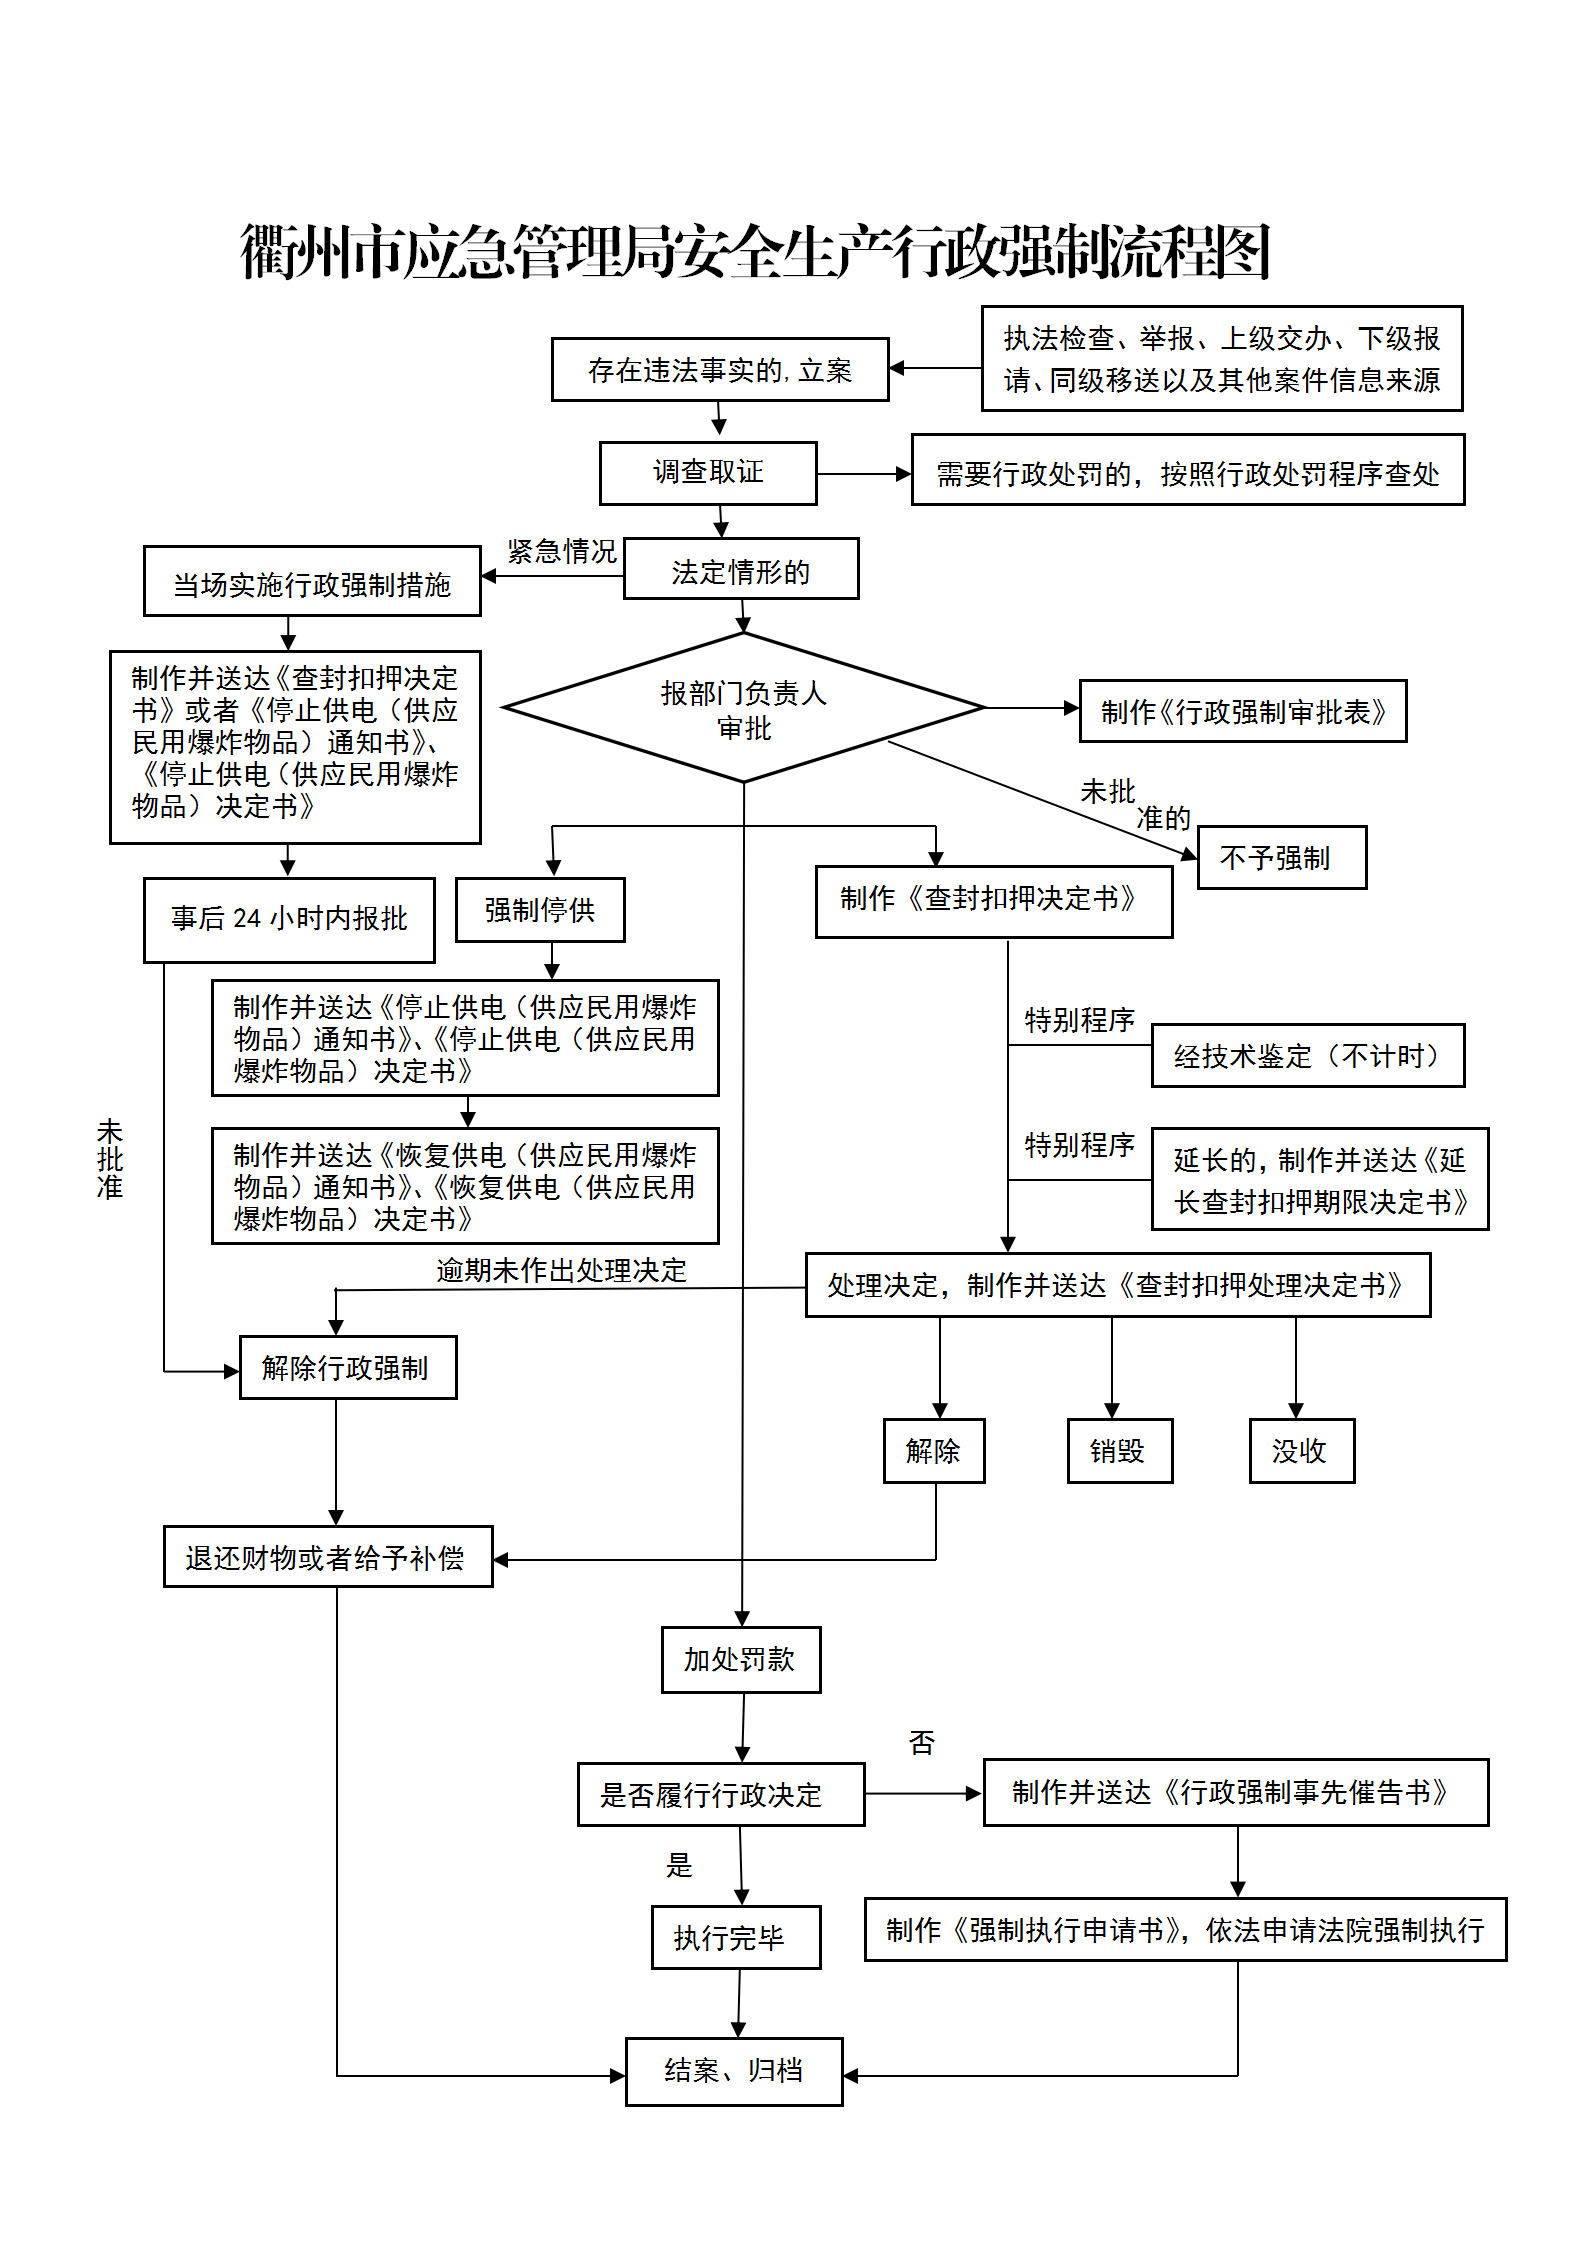 衢州市应急管理局安全生产行政强制流程图
执法检查、举报、上级交办、下级报
请、同级移送以及其他案件信息来源
存在违法事实的,立案
调查取证
需要行政处罚的，按照行政处罚程序查处
紧急情况
法定情形的
当场实施行政强制措施
制作并送达《查封扣押决定
书》或者《停止供电（供应
民用爆炸物品）通知书》、
《停止供电（供应民用爆炸
物品）决定书》
报部门负责人
审批
制作《行政强制审批表》
未批
准的
不予强制
事后24小时内报批
强制停供
制作《查封扣押决定书》
制作并送达《停止供电（供应民用爆炸
物品）通知书》、《停止供电（供应民用
爆炸物品）决定书》
特别程序
经技术鉴定（不计时）
未
批
准
制作并送达《恢复供电（供应民用爆炸
物品）通知书》、《恢复供电（供应民用
爆炸物品）决定书》
特别程序
延长的，制作并送达《延
长查封扣押期限决定书》
逾期未作出处理决定
处理决定，制作并送达《查封扣押处理决定书》
解除行政强制
解除
销毁
没收
退还财物或者给予补偿
加处罚款
否
是否履行行政决定
制作并送达《行政强制事先催告书》
是
执行完毕
制作《强制执行申请书》，依法申请法院强制执行
结案、归档